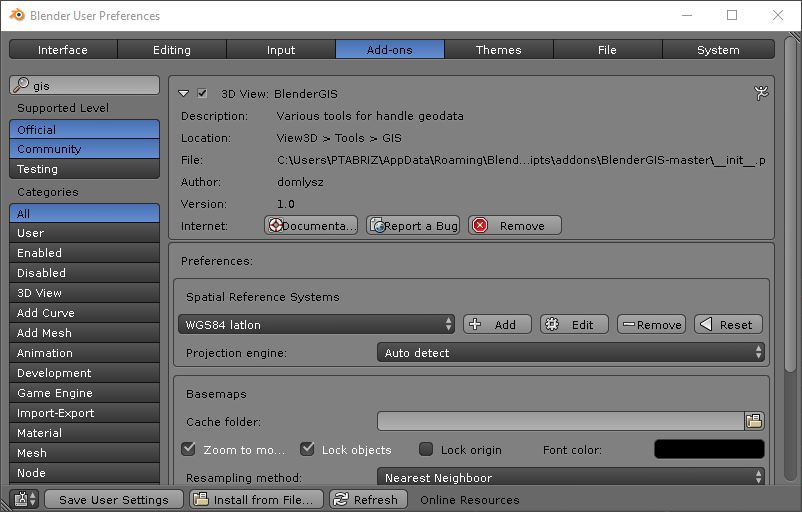 Blender User Preferences
Interface Editing Input Add-ons Themes File System
gis
Supported Level
Official
Community
Testing
Categories
All
User
Enabled
Disabled
3D View
Add Curve
Add Mesh
Animation
Development
Game Engine
Import-Export
Material
Mesh
Node
3D View: BlenderGIS
Description: Various tools for handle geodata
Location: View3D > Tools > GIS
File: C:\Users\PTABRIZ\AppData\Roaming\Blend...ipts\addons\BlenderGIS-master\__init__.p
Author: domlysz
Version: 1.0
Internet: Documenta... Report a Bug Remove
Preferences:
Spatial Reference Systems
WGS84 latlon Add Edit Remove Reset
Projection engine: Auto detect
Basemaps
Cache folder:
Zoom to mo... Lock objects Lock origin Font color:
Resampling method: Nearest Neighboor
Save User Settings Install from File... Refresh Online Resources